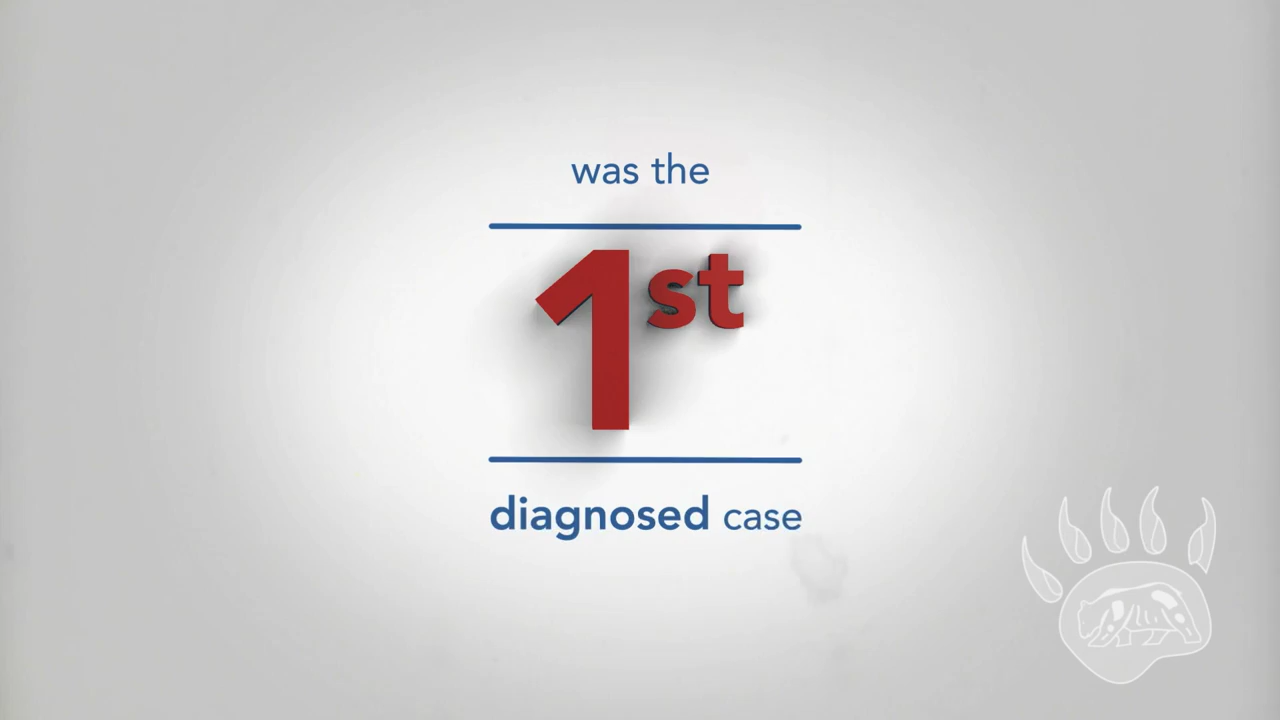 was the
1st
diagnosed case